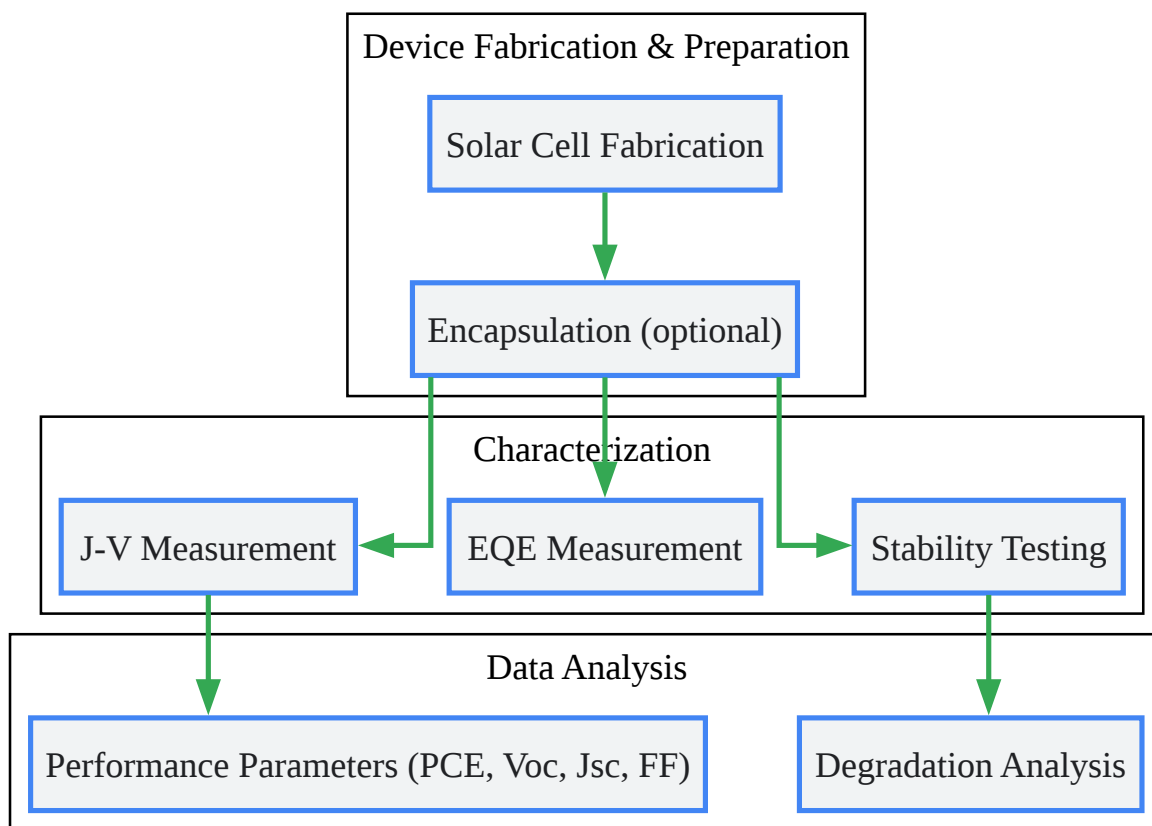 Device Fabrication & Preparation
Solar Cell Fabrication
Encapsulation (optional)
Characterization
J-V Measurement
EQE Measurement
Stability Testing
Data Analysis
Performance Parameters (PCE, Voc, Jsc, FF)
Degradation Analysis